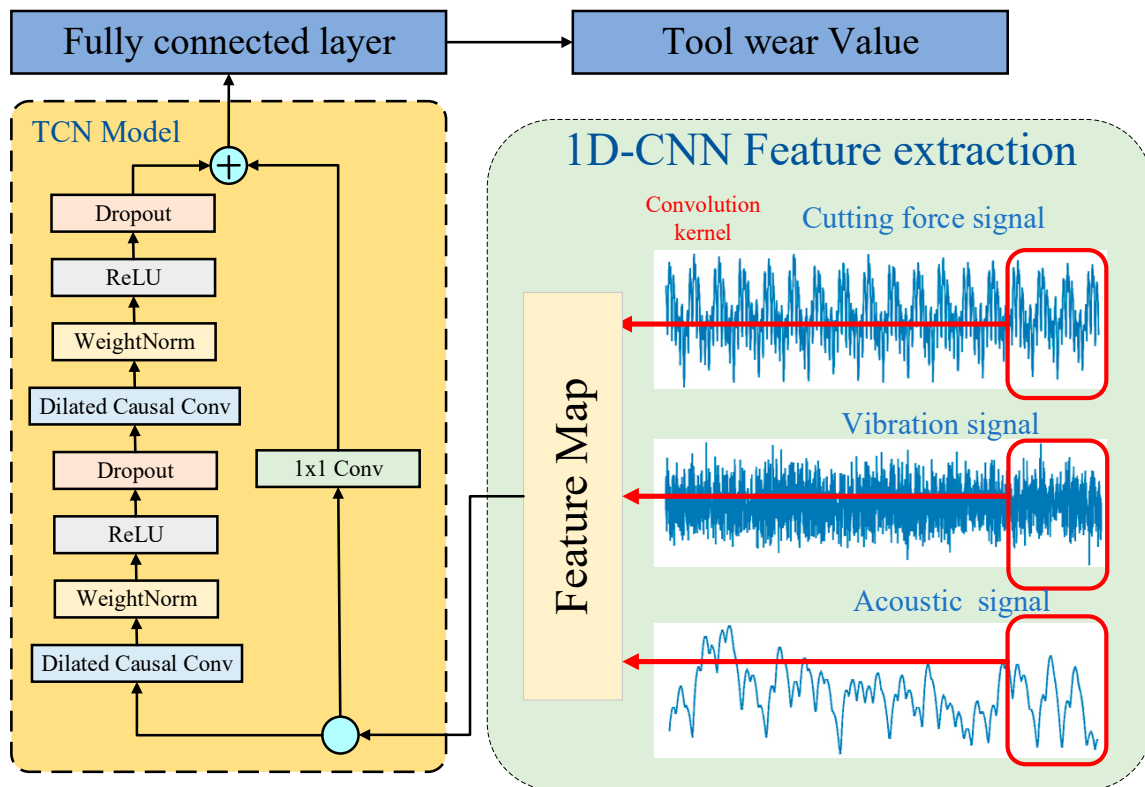 Fully connected layer
Tool wear Value
TCN Model
+
Dropout
ReLU
WeightNorm
Dilated Causal Conv
Dropout
ReLU
WeightNorm
Dilated Causal Conv
1x1 Conv
1D-CNN Feature extraction
Convolution
kernel
Cutting force signal
Feature Map
Vibration signal
Acoustic signal